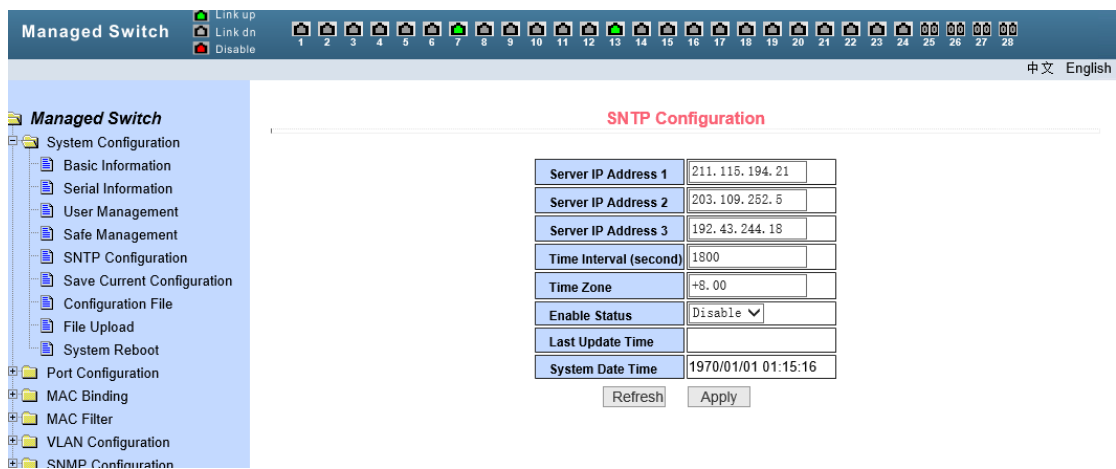 Link up
Managed Switch
Link dn
Disable
1 2 3 4 5 6 7 8 9 10 11 12 13 14 15 16 17 18 19 20 21 22 23 24 25 26 27 28
中文 English
Managed Switch
SNTP Configuration
System Configuration
Basic Information
Serial Information
User Management
Safe Management
SNTP Configuration
Save Current Configuration
Configuration File
File Upload
System Reboot
Port Configuration
MAC Binding
MAC Filter
VLAN Configuration
SNMP Configuration
Server IP Address 1 211.115.194.21
Server IP Address 2 203.109.252.5
Server IP Address 3 192.43.244.18
Time Interval (second) 1800
Time Zone +8.00
Enable Status Disable
Last Update Time
System Date Time 1970/01/01 01:15:16
Refresh Apply